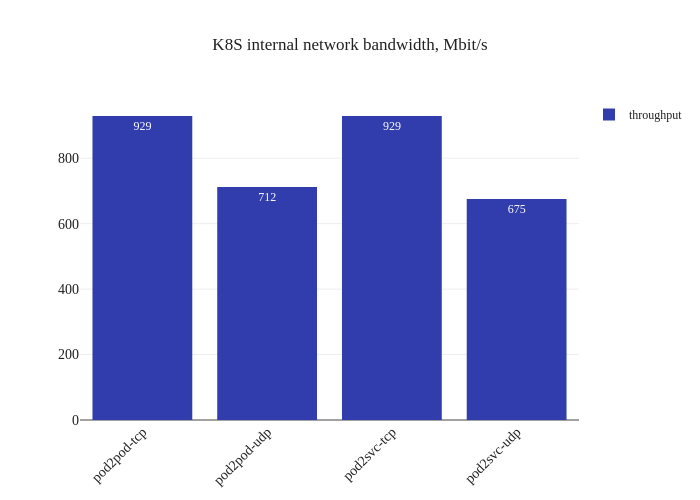 K8S internal network bandwidth, Mbit/s
throughput
929
712
929
675
800
600
400
200
0
pod2pod-tcp
pod2pod-udp
pod2svc-tcp
pod2svc-udp